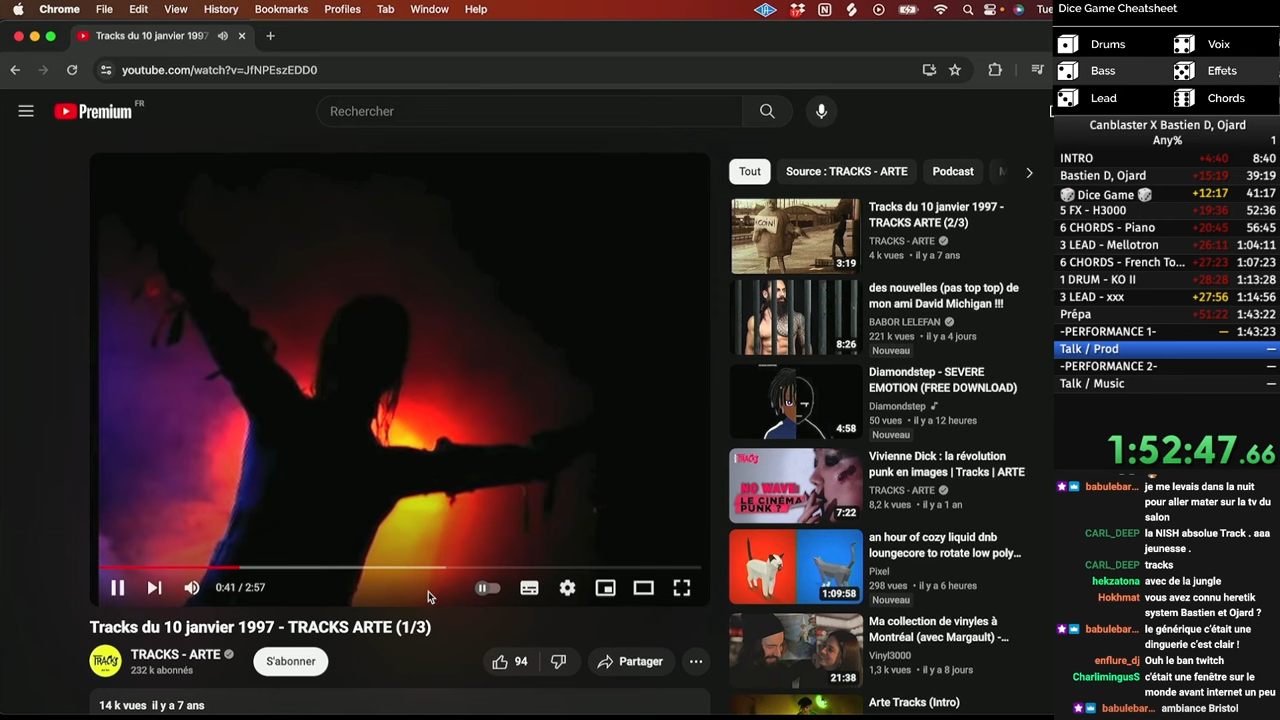 Chrome File Edit View History Bookmarks Profiles Tab Window Help
17
Tue
Tracks du 10 janvier 1997
youtube.com/watch?v=JfNPEszEDD0
Premium FR
Rechercher
0:41 / 2:57
Tracks du 10 janvier 1997 - TRACKS ARTE (1/3)
TRACKS
TRACKS - ARTE
232 k abonnés
S'abonner
94
Partager
14 k vues il y a 7 ans
Tout
Source : TRACKS - ARTE
Podcast
COIN!
3:19
Tracks du 10 janvier 1997 -
TRACKS ARTE (2/3)
TRACKS - ARTE
4 k vues • il y a 7 ans
8:26
des nouvelles (pas top top) de
mon ami David Michigan !!!
BABOR LELEFAN
221 k vues • il y a 4 jours
Nouveau
4:58
Diamondstep - SEVERE
EMOTION (FREE DOWNLOAD)
Diamondstep
50 vues • il y a 12 heures
Nouveau
TRACKS
NO WAVE:
LE CINÉMA
PUNK ?
7:22
Vivienne Dick : la révolution
punk en images | Tracks | ARTE
TRACKS - ARTE
8,2 k vues • il y a 1 an
1:09:58
an hour of cozy liquid dnb
loungecore to rotate low poly...
Pixel
298 vues • il y a 6 heures
Nouveau
21:38
Ma collection de vinyles à
Montréal (avec Margault) -...
Vinyl3000
1,3 k vues • il y a 8 jours
Arte Tracks (Intro)
Dice Game Cheatsheet
Drums Voix
Bass Effets
Lead Chords
Canblaster X Bastien D, Ojard
Any% 1
INTRO +4:40 8:40
Bastien D, Ojard +15:19 39:19
🎲 Dice Game 🎲 +12:17 41:17
5 FX - H3000 +19:36 52:36
6 CHORDS - Piano +20:45 56:45
3 LEAD - Mellotron +26:11 1:04:11
6 CHORDS - French To... +27:23 1:07:23
1 DRUM - KO II +28:28 1:13:28
3 LEAD - xxx +27:56 1:14:56
Prépa +51:22 1:43:22
-PERFORMANCE 1- — 1:43:23
Talk / Prod —
-PERFORMANCE 2- —
Talk / Music —
1:52:47.66
babulebar... je me levais dans la nuit
pour aller mater sur la tv du
salon
CARL_DEEP la NISH absolue Track . aaa
jeunesse .
CARL_DEEP tracks
hekzatona avec de la jungle
Hokhmat vous avez connu heretik
system Bastien et Ojard ?
babulebar... le générique c'était une
dinguerie c'est clair !
enflure_dj Ouh le ban twitch
CharlimingusS c'était une fenêtre sur le
monde avant internet un peu
babulebar... ambiance Bristol